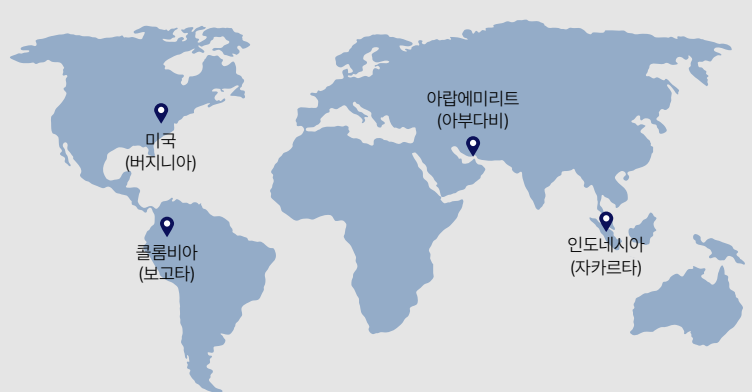 아랍에미리트
(아부다비)
미국
(버지니아)
콜롬비아
(보고타)
인도네시아
(자카르타)